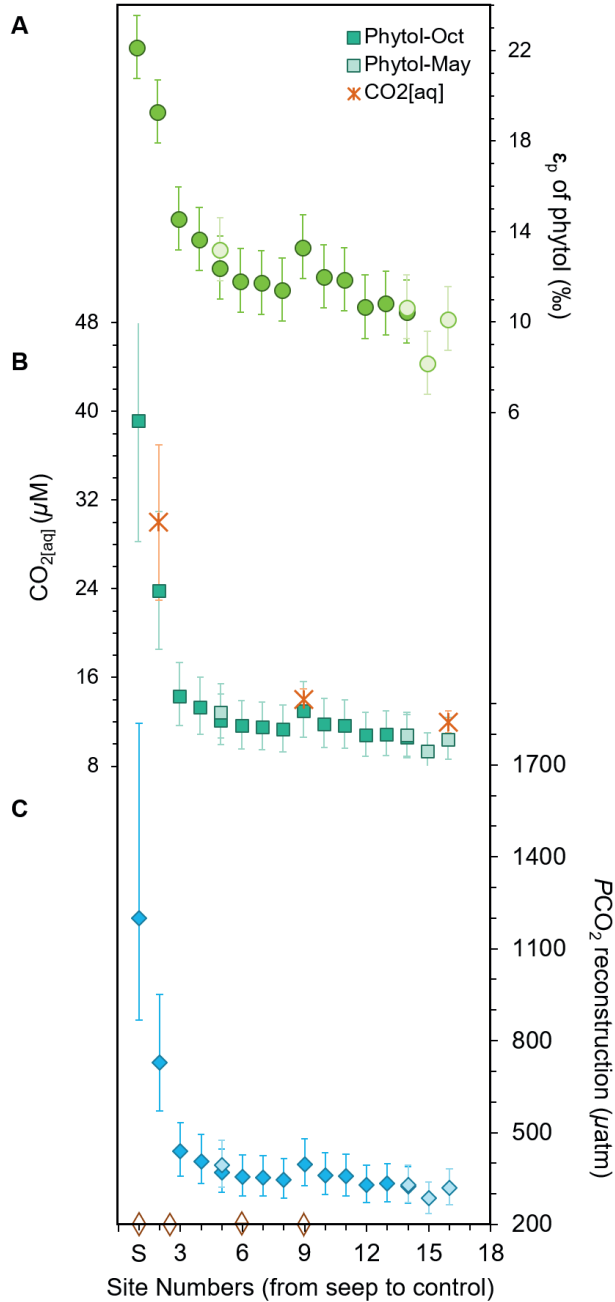 A
Phytol-Oct
Phytol-May
CO2[aq]
22
18
14
10
6
εp of phytol (‰)
B
48
40
32
24
16
8
CO2[aq] (µM)
C
1700
1400
1100
800
500
200
PCO2 reconstruction (µatm)
S 3 6 9 12 15 18
Site Numbers (from seep to control)